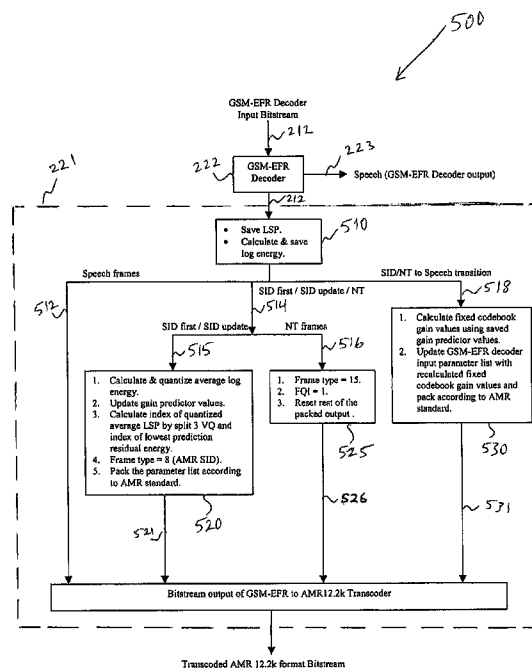 500
GSM-EFR Decoder
Input Bitstream
212
221
222
GSM-EFR
Decoder
223
Speech (GSM-EFR Decoder output)
212
• Save LSP.
• Calculate & save
log energy.
510
Speech frames
SID first / SID update / NT
SID/NT to Speech transition
512
514
518
SID first / SID update
NT frames
515
516
1. Calculate fixed codebook
gain values using saved
gain predictor values.
2. Update GSM-EFR decoder
input parameter list with
recalculated fixed
codebook gain values and
pack according to AMR
standard.
530
1. Calculate & quantize average log
energy.
2. Update gain predictor values.
3. Calculate index of quantized
average LSP by split 3 VQ and
index of lowest prediction
residual energy.
4. Frame type = 8 (AMR SID).
5. Pack the parameter list according
to AMR standard.
520
1. Frame type = 15.
2. FQI = 1.
3. Reset rest of the
packed output .
525
521
526
531
Bitstream output of GSM-EFR to AMR12.2k Transcoder
Transcoded AMR 12.2k format Bitstream